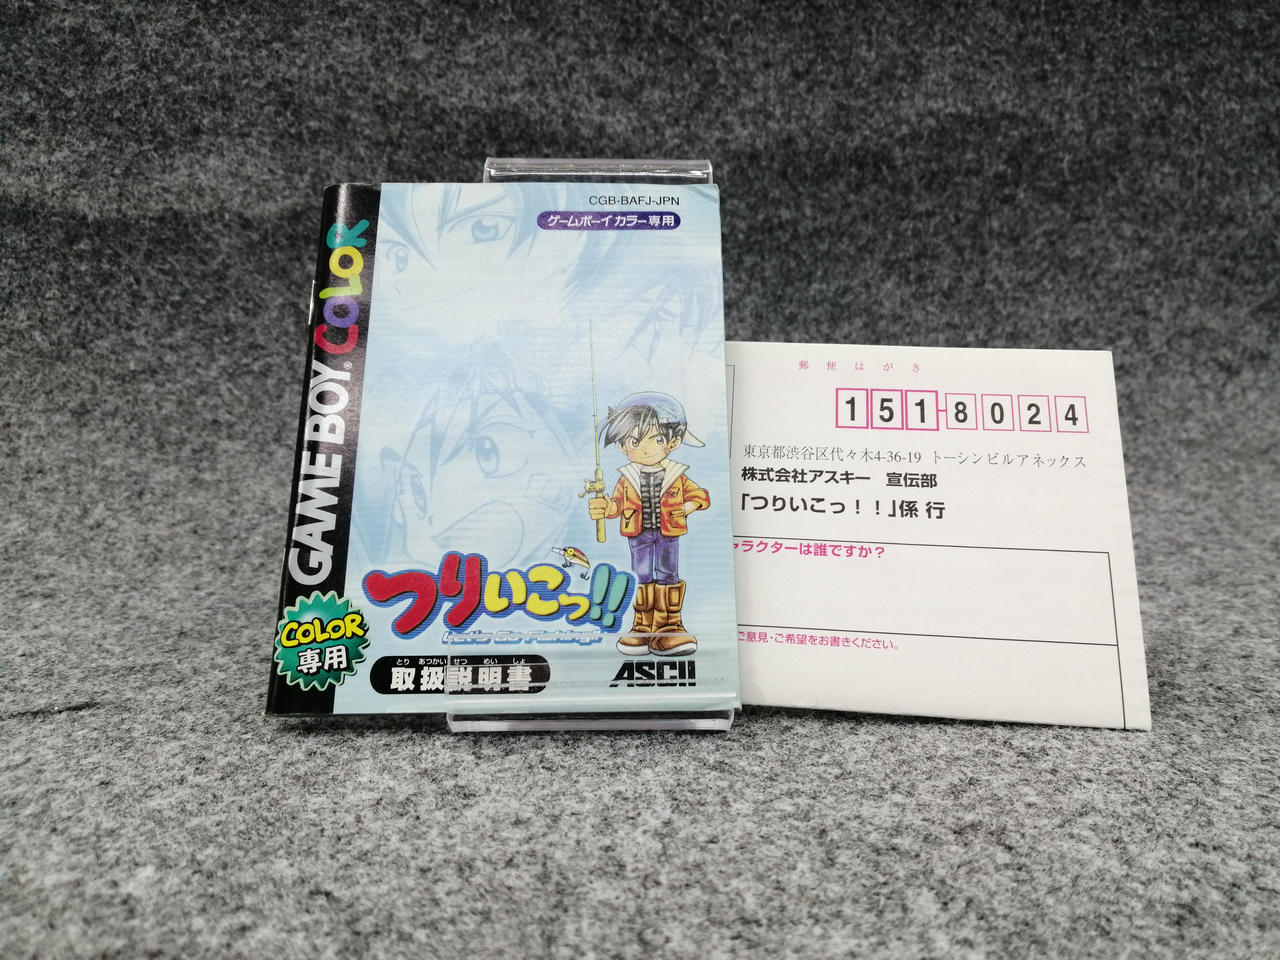 CGB-BAFJ-JPN
ゲームボーイカラー専用
GAME BOY COLOR
COLOR
専用
つりいこっ!!
Let's Go Fishing!!
とり あつかい せつ めい しょ
取扱説明書
ASCII
郵便はがき
151-8024
東京都渋谷区代々木4-36-19 トーシンビルアネックス
株式会社アスキー 宣伝部
「つりいこっ！！」係 行
ャラクターは誰ですか？
ご意見・ご希望をお書きください。